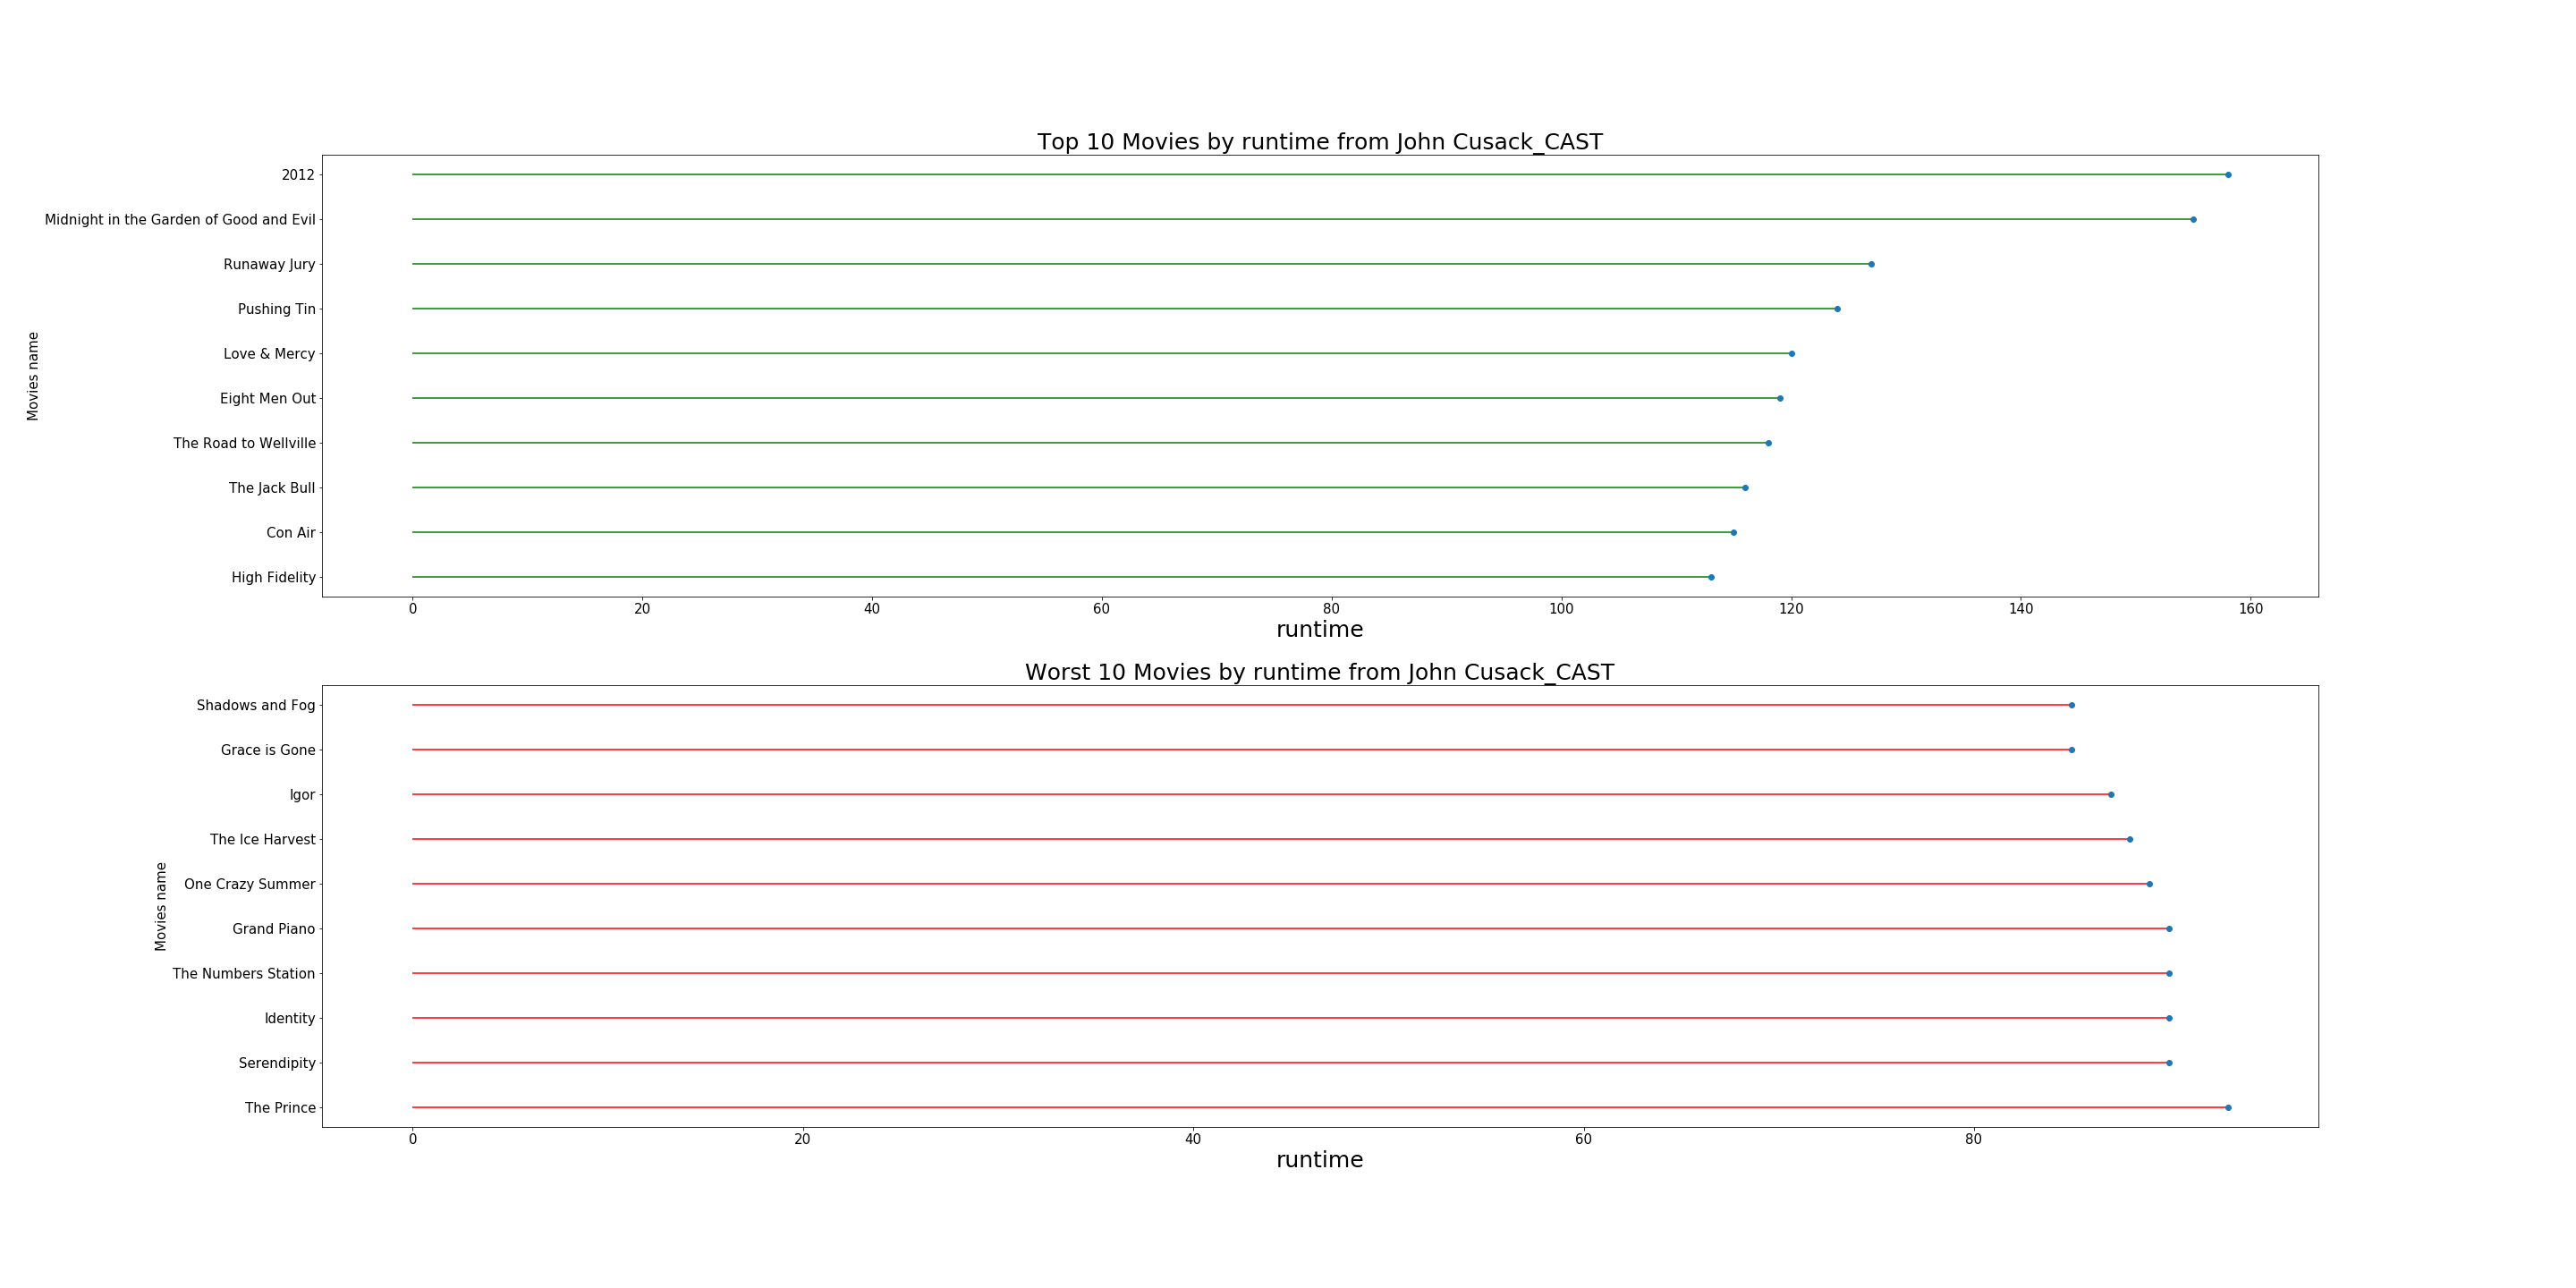 Top 10 Movies by runtime from John Cusack_CAST
Movies name
2012
Midnight in the Garden of Good and Evil
Runaway Jury
Pushing Tin
Love & Mercy
Eight Men Out
The Road to Wellville
The Jack Bull
Con Air
High Fidelity
0 20 40 60 80 100 120 140 160
runtime
Worst 10 Movies by runtime from John Cusack_CAST
Movies name
Shadows and Fog
Grace is Gone
Igor
The Ice Harvest
One Crazy Summer
Grand Piano
The Numbers Station
Identity
Serendipity
The Prince
0 20 40 60 80
runtime